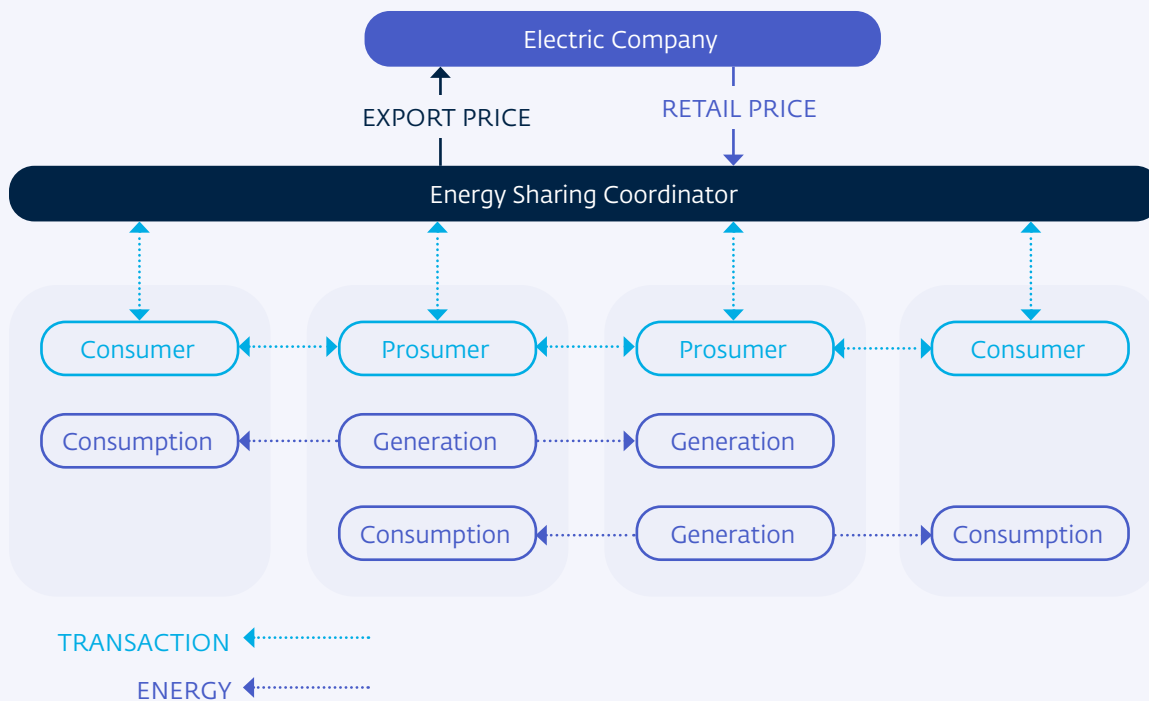 Electric Company
EXPORT PRICE
RETAIL PRICE
Energy Sharing Coordinator
Consumer
Prosumer
Prosumer
Consumer
Consumption
Generation
Generation
Consumption
Generation
Consumption
TRANSACTION
ENERGY